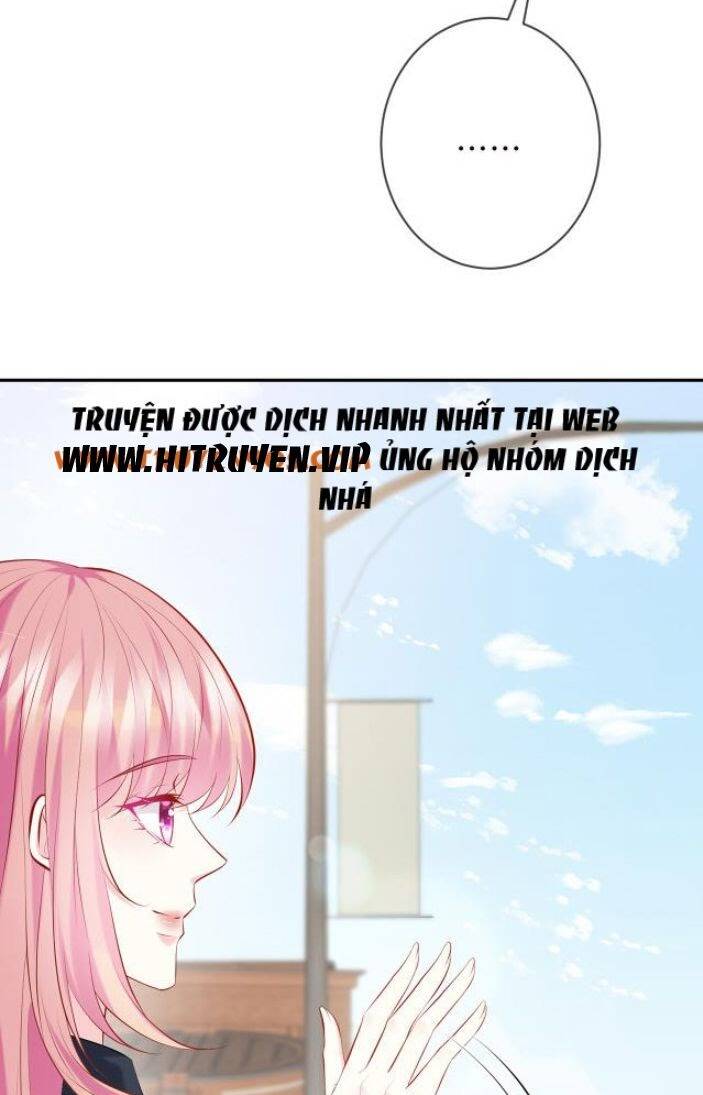 ......
TRUYỆN ĐƯỢC DỊCH NHANH NHẤT TẠI WEB
WWW.HITRUYEN.VIP ỦNG HỘ NHÓM DỊCH
NHÁ